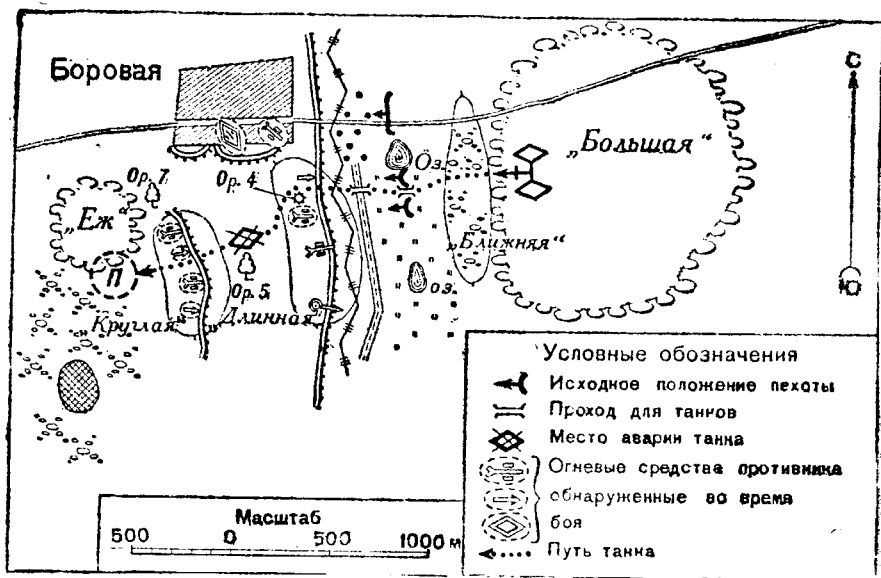 Боровая
С
„Большая“
Оз.
Ор. 7.
Ор. 4
„Еж“
„Ближняя“
П
Ор. 5.
оз.
Ю
„Круглая“
„Длинная“
Условные обозначения
Исходное положение пехоты
Проход для танков
Место аварии танка
Огневые средства противника
обнаруженные во время
боя
Путь танка
Масштаб
500 0 500 1000 м